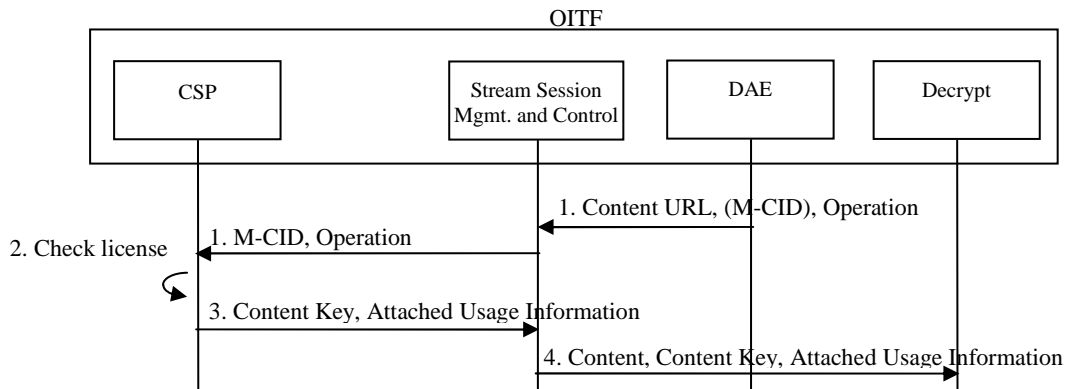 OITF
CSP
Stream Session
Mgmt. and Control
DAE
Decrypt
1. Content URL, (M-CID), Operation
1. M-CID, Operation
2. Check license
3. Content Key, Attached Usage Information
4. Content, Content Key, Attached Usage Information